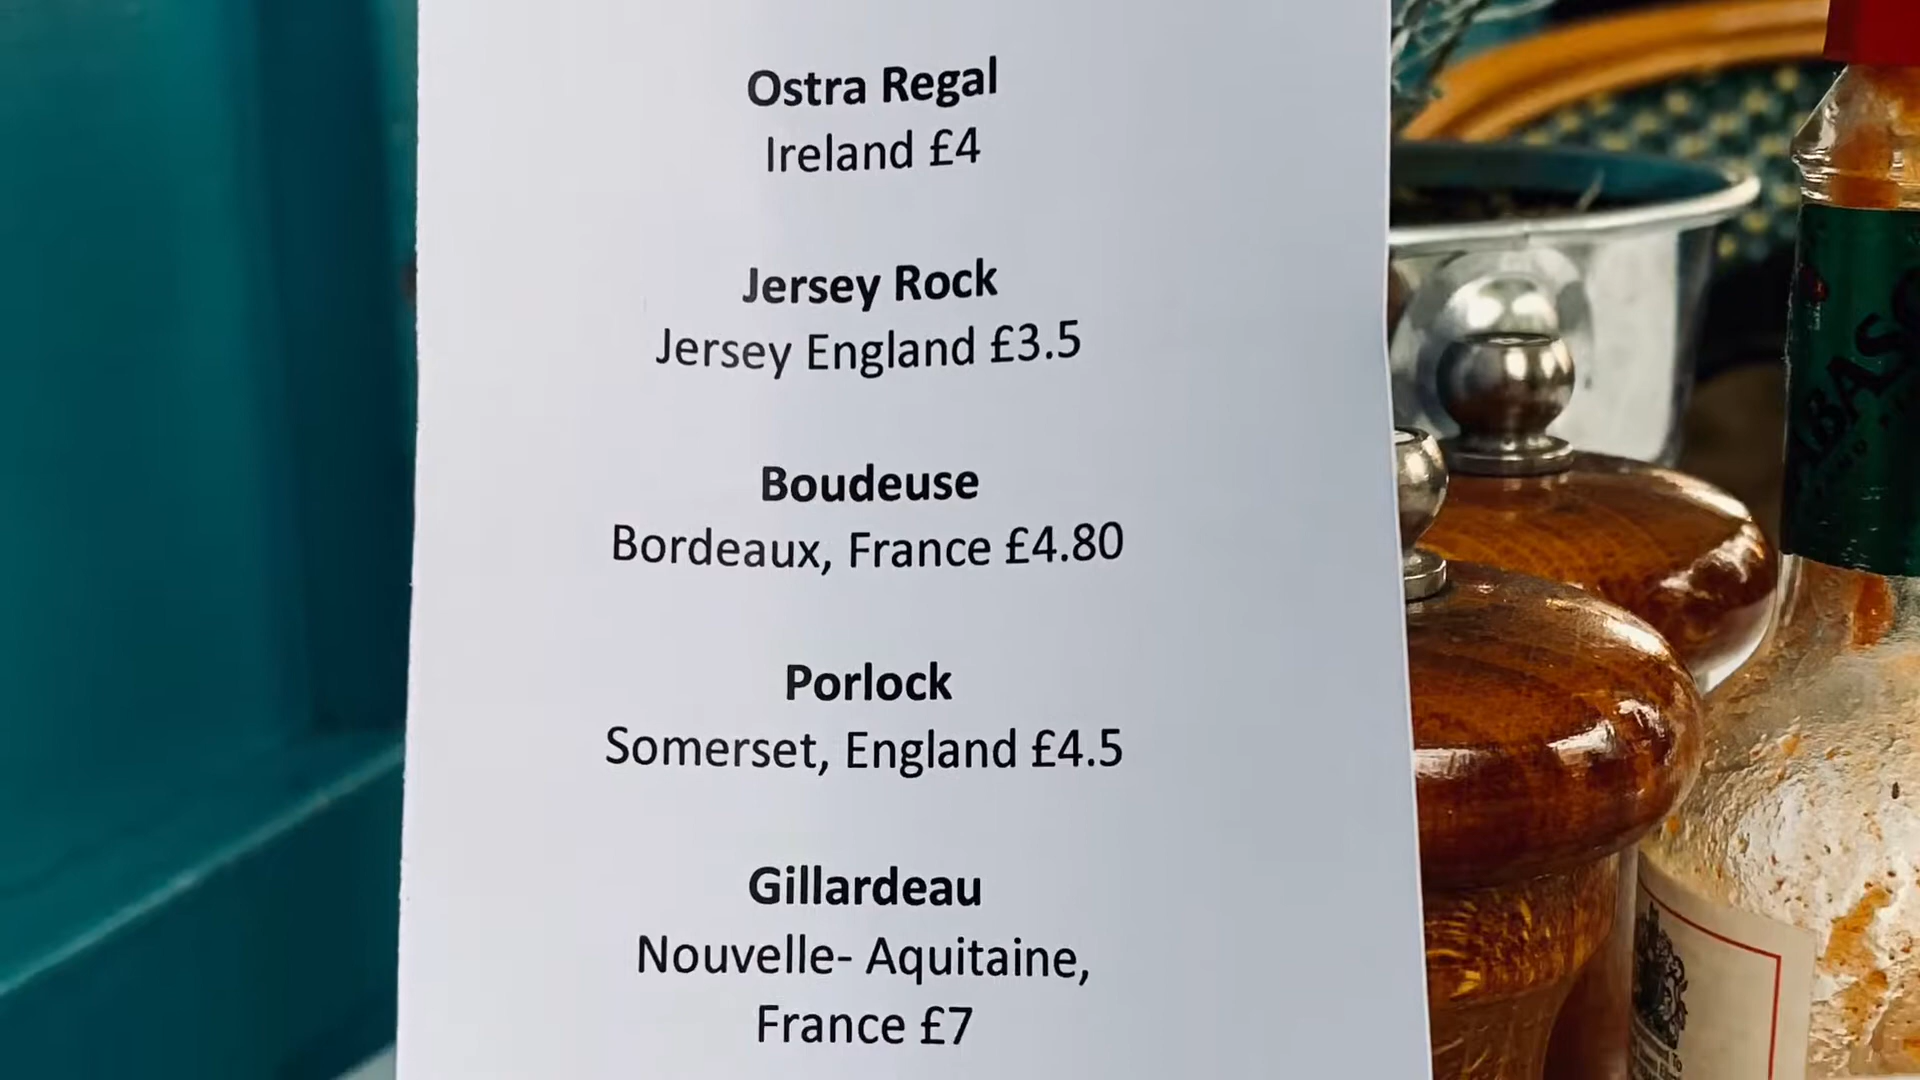 Ostra Regal
Ireland £4
Jersey Rock
Jersey England £3.5
Boudeuse
Bordeaux, France £4.80
Porlock
Somerset, England £4.5
Gillardeau
Nouvelle- Aquitaine,
France £7